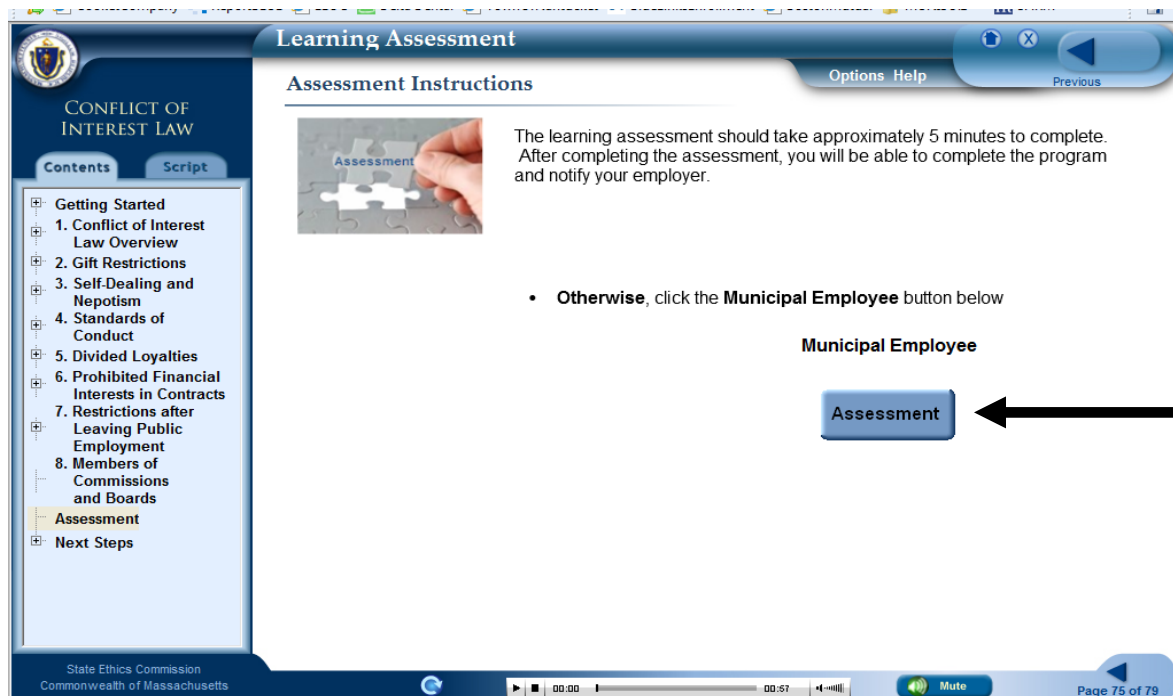 Learning Assessment
Assessment Instructions
Options Help
Previous
CONFLICT OF
INTEREST LAW
Contents
Script
Getting Started
1. Conflict of Interest
Law Overview
2. Gift Restrictions
3. Self-Dealing and
Nepotism
4. Standards of
Conduct
5. Divided Loyalties
6. Prohibited Financial
Interests in Contracts
7. Restrictions after
Leaving Public
Employment
8. Members of
Commissions
and Boards
Assessment
Next Steps
Assessment
The learning assessment should take approximately 5 minutes to complete.
After completing the assessment, you will be able to complete the program
and notify your employer.
• Otherwise, click the Municipal Employee button below
Municipal Employee
Assessment
State Ethics Commission
Commonwealth of Massachusetts
00:00
00:57
Mute
Page 75 of 79